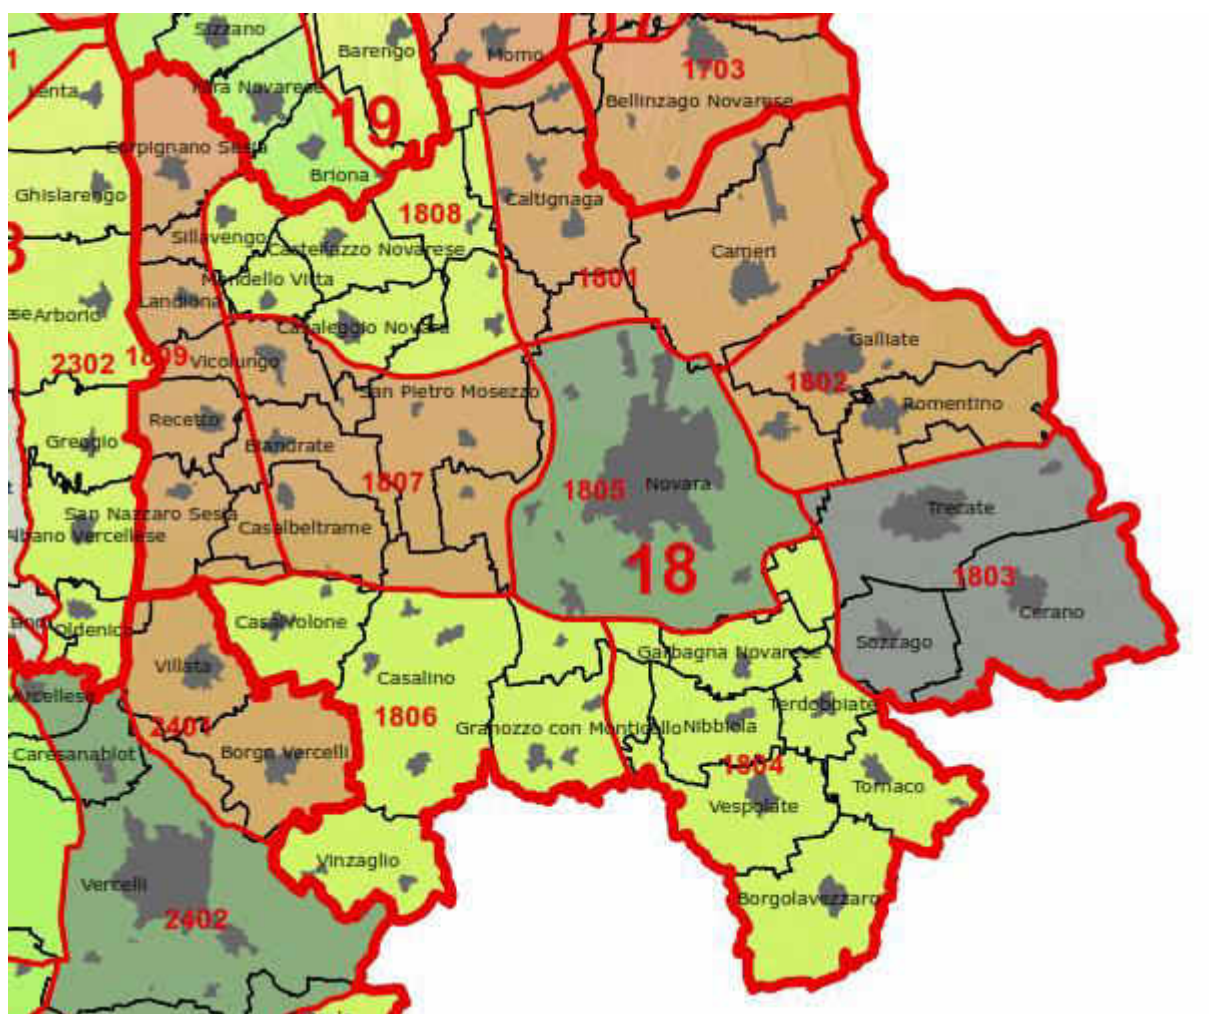 Sizzano
Barengo
Momo
1703
Lenta
Fara Novarese
Bellinzago Novarese
19
Carpignano Sesia
Briona
Ghislarengo
Caltignaga
1808
Sillavengo
Castellazzo Novarese
Cameri
Mandello Vitta
1801
Landiona
Arborio
Casaleggio Novara
Galliate
2302
1809
Vicolungo
San Pietro Mosezzo
1802
Romentino
Recetto
Greggio
Biandrate
1807
1805
Novara
Trecate
San Nazzaro Sesia
Casalbeltrame
Albano Vercellese
18
1803
Cerano
Oldenico
Casalvolone
Sozzago
Garbagna Novarese
Villata
Casalino
Arcellese
Terdobbiate
1806
2401
Granozzo con Monticello
Nibbiola
Caresanablot
Borgo Vercelli
1804
Tornaco
Vespolate
Vinzaglio
Vercelli
Borgolavezzaro
2402